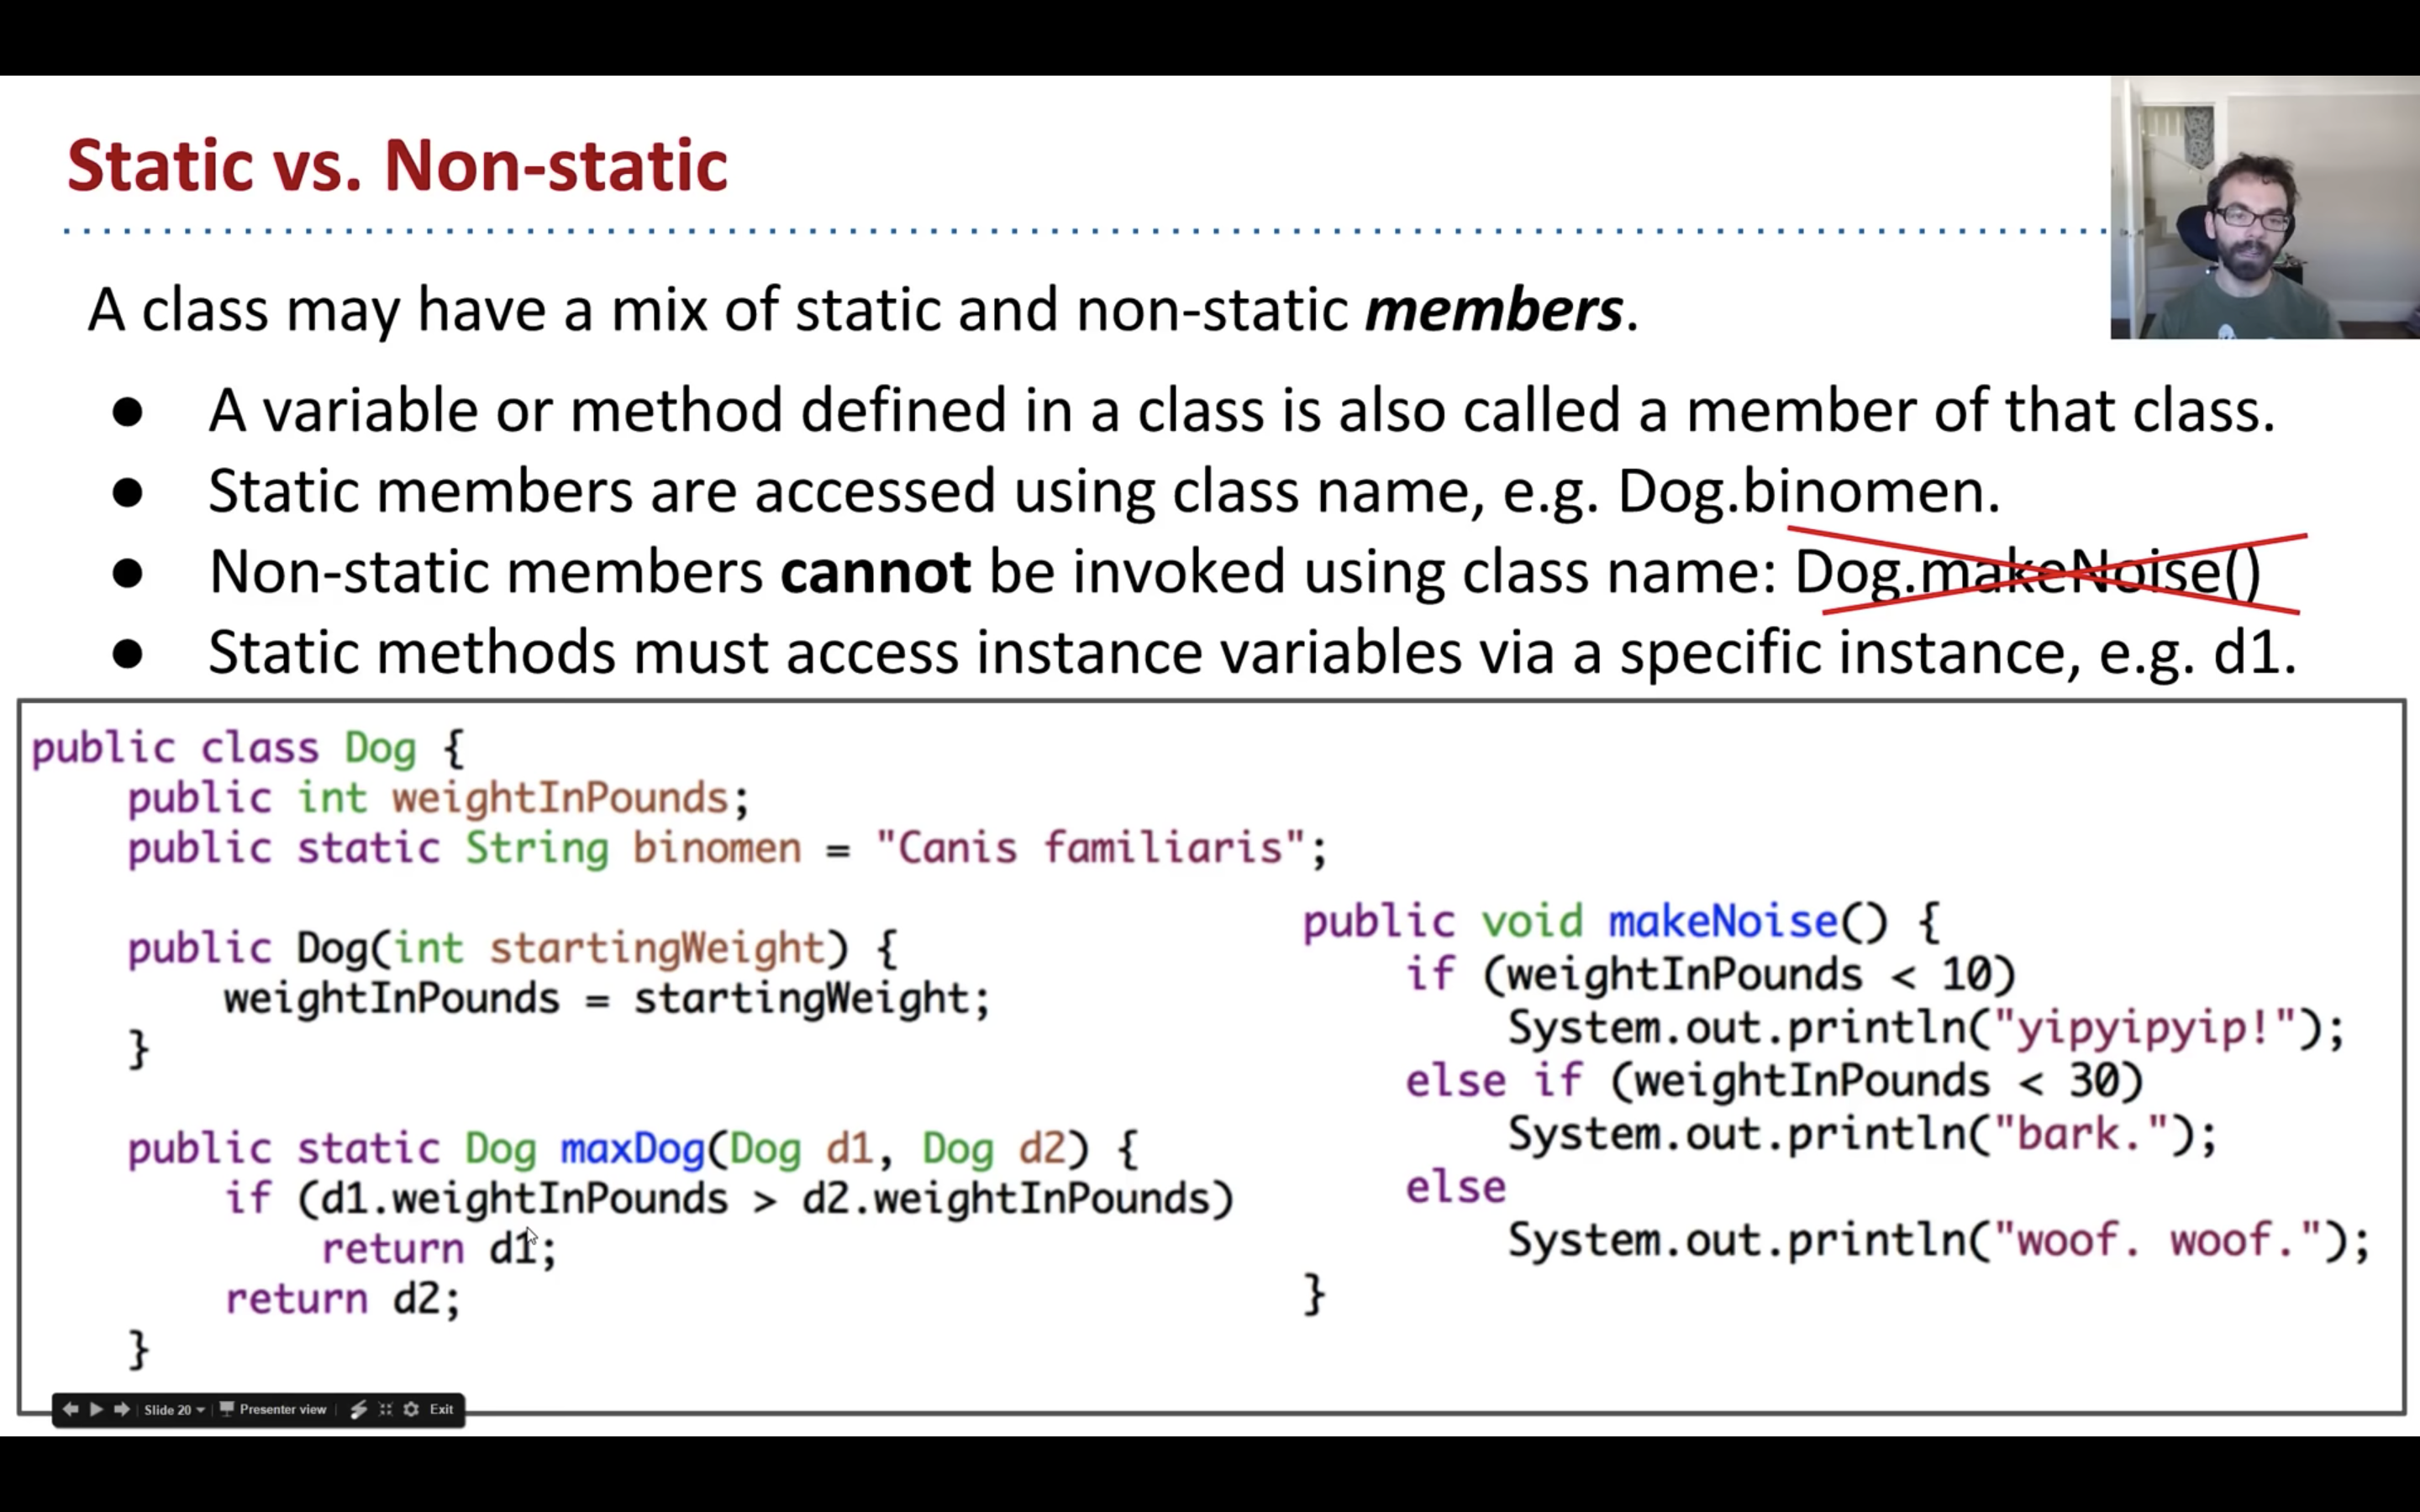 Static vs. Non-static
A class may have a mix of static and non-static members.
● A variable or method defined in a class is also called a member of that class.
● Static members are accessed using class name, e.g. Dog.binomen.
● Non-static members cannot be invoked using class name: Dog.makeNoise()
● Static methods must access instance variables via a specific instance, e.g. d1.
public class Dog {
    public int weightInPounds;
    public static String binomen = "Canis familiaris";
    public Dog(int startingWeight) {
        weightInPounds = startingWeight;
    }
    public static Dog maxDog(Dog d1, Dog d2) {
        if (d1.weightInPounds > d2.weightInPounds)
            return d1;
        return d2;
    }
public void makeNoise() {
    if (weightInPounds < 10)
        System.out.println("yipyipyip!");
    else if (weightInPounds < 30)
        System.out.println("bark.");
    else
        System.out.println("woof. woof.");
}
Slide 20 Presenter view Exit